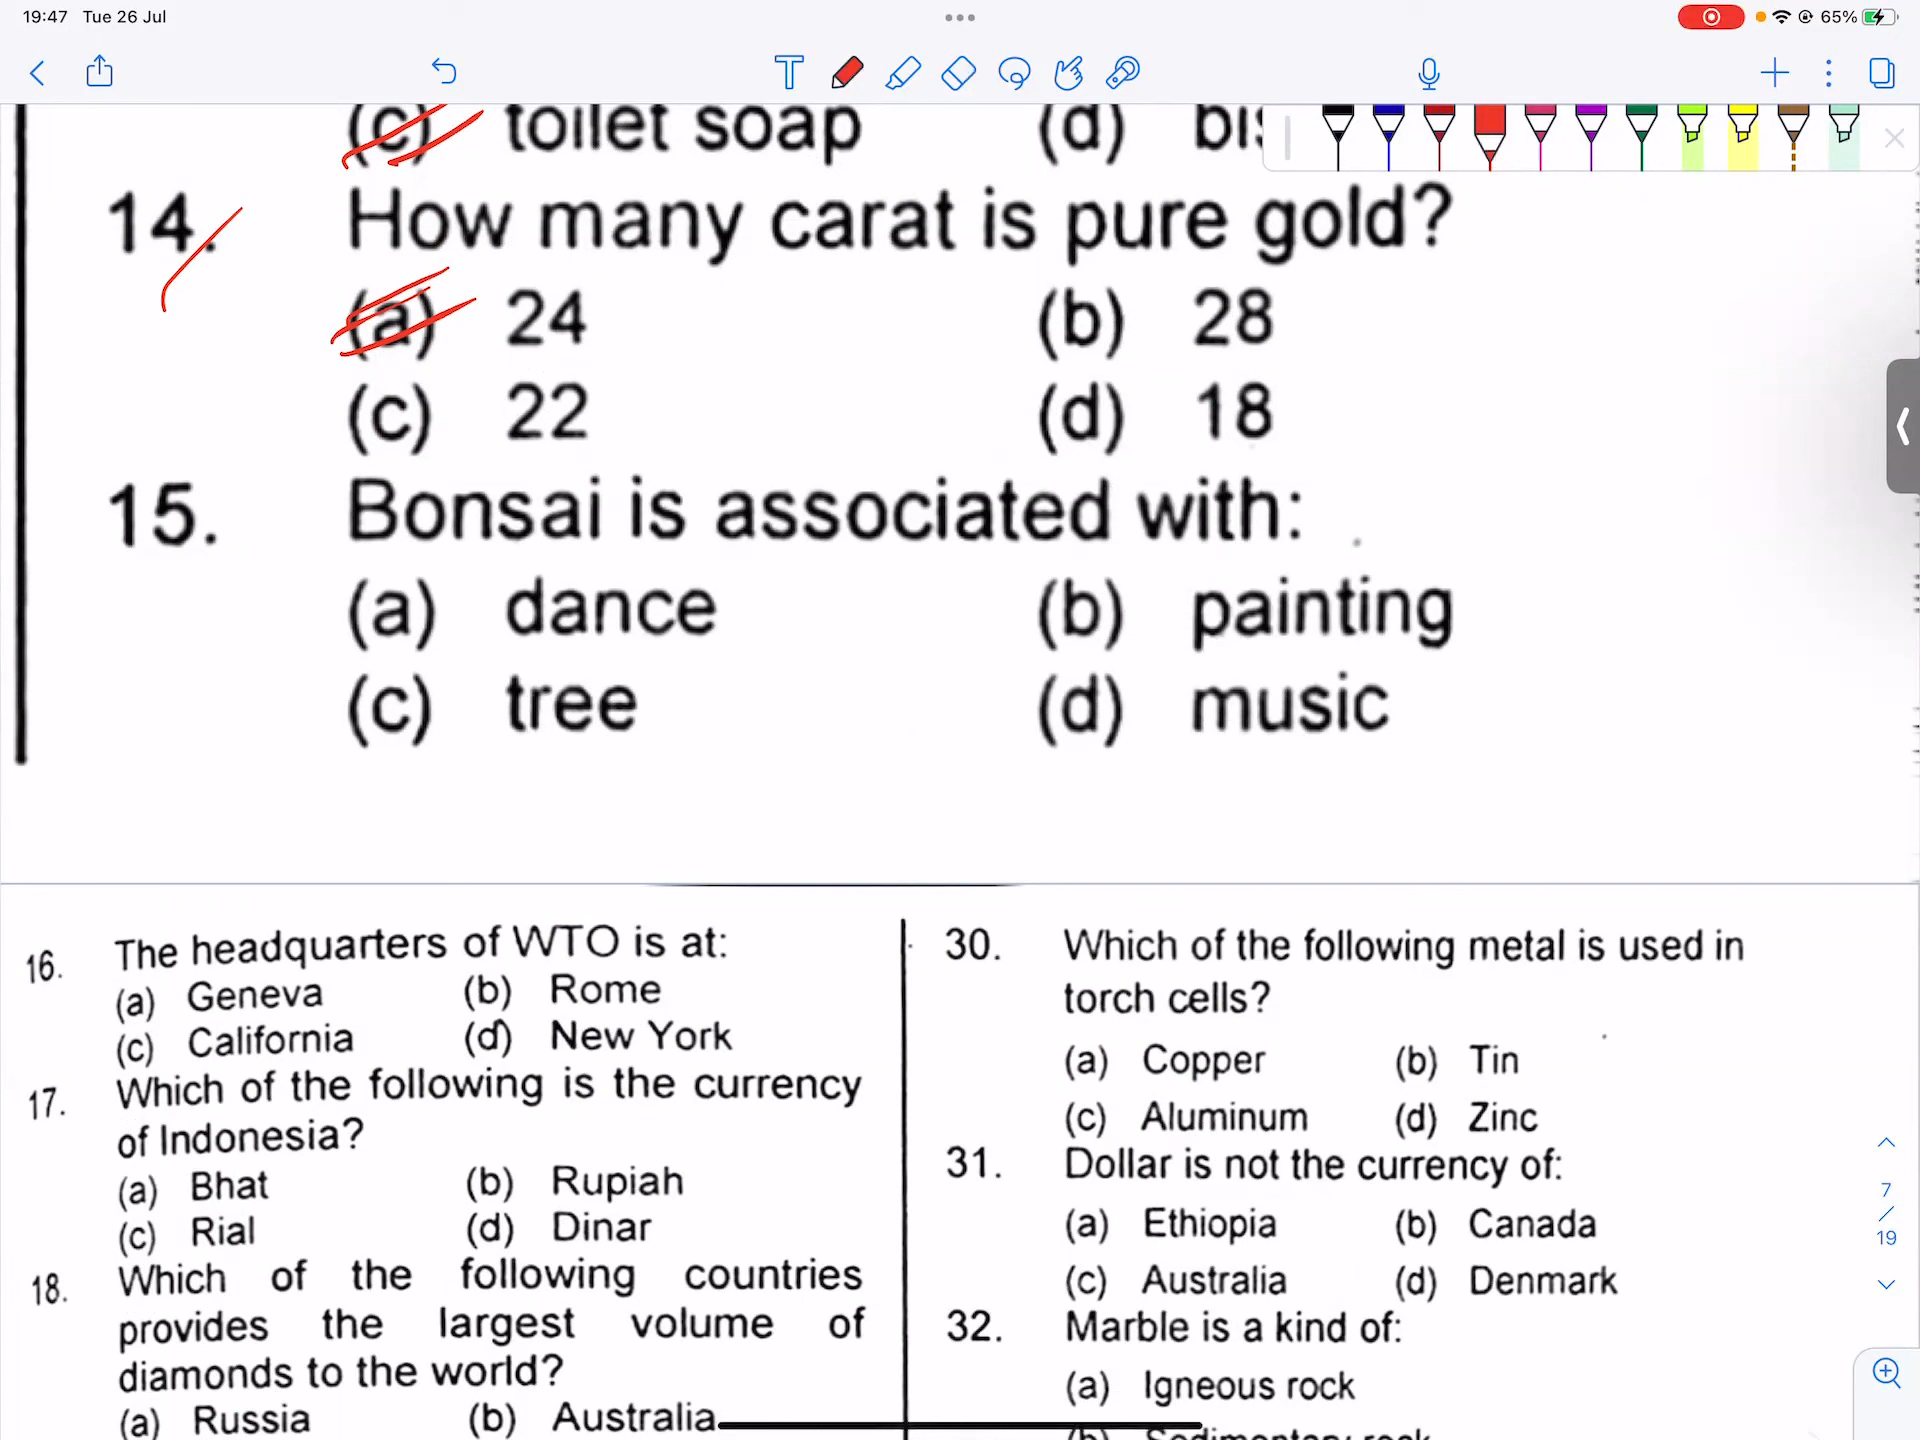 19:47 Tue 26 Jul
65%
(c) toilet soap (d)
14. How many carat is pure gold?
(a) 24 (b) 28
(c) 22 (d) 18
15. Bonsai is associated with:
(a) dance (b) painting
(c) tree (d) music
16. The headquarters of WTO is at:
(a) Geneva (b) Rome
(c) California (d) New York
17. Which of the following is the currency
of Indonesia?
(a) Bhat (b) Rupiah
(c) Rial (d) Dinar
18. Which of the following countries
provides the largest volume of
diamonds to the world?
(a) Russia (b) Australia
30. Which of the following metal is used in
torch cells?
(a) Copper (b) Tin
(c) Aluminum (d) Zinc
31. Dollar is not the currency of:
(a) Ethiopia (b) Canada
(c) Australia (d) Denmark
32. Marble is a kind of:
(a) Igneous rock
(b) Sedimentary rock
7
/
19